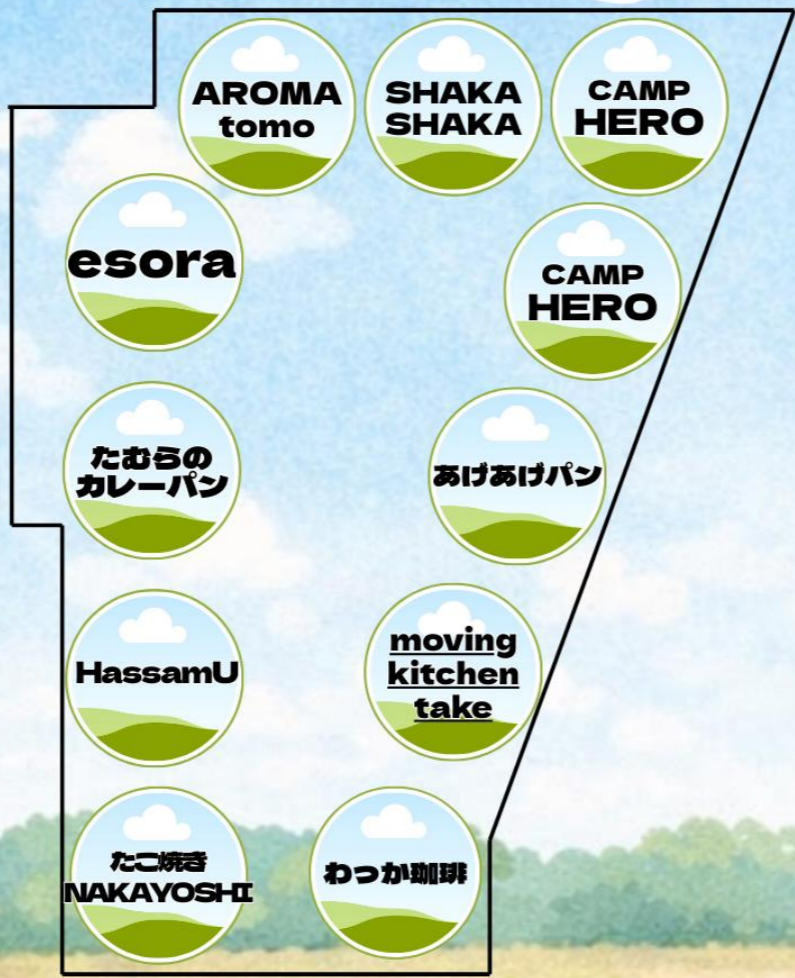 AROMA
tomo
SHAKA
SHAKA
CAMP
HERO
esora
CAMP
HERO
たむらの
カレーパン
あげあげパン
HassamU
moving
kitchen
take
たこ焼き
NAKAYOSHI
わっか珈琲